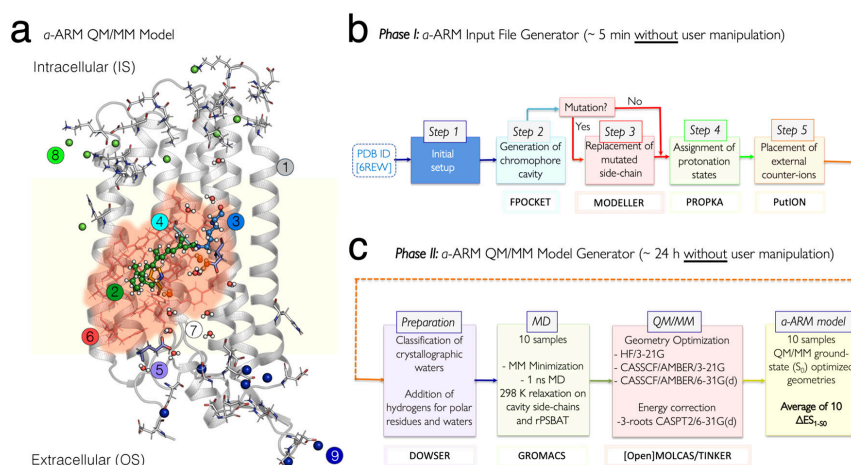 a
a-ARM QM/MM Model
Intracellular (IS)
8
1
4
3
2
6
7
5
Extracellular (OS)
9
b
Phase I: a-ARM Input File Generator (~ 5 min without user manipulation)
Mutation?
No
Yes
PDB ID
[6REW]
Step 1
Initial
setup
Step 2
Generation of
chromophore
cavity
FPOCKET
Step 3
Replacement of
mutated
side-chain
MODELLER
Step 4
Assignment of
protonation
states
PROPKA
Step 5
Placement of
external
counter-ions
PutION
c
Phase II: a-ARM QM/MM Model Generator (~ 24 h without user manipulation)
Preparation
Classification of
crystallographic
waters
Addition of
hydrogens for polar
residues and waters
DOWSER
MD
10 samples
- MM Minimization
- 1 ns MD
298 K relaxation on
cavity side-chains
and rPSBAT
GROMACS
QM/MM
Geometry Optimization
- HF/3-21G
- CASSCF/AMBER/3-21G
- CASSCF/AMBER/6-31G(d)
Energy correction
-3-roots CASPT2/6-31G(d)
[Open]MOLCAS/TINKER
a-ARM model
10 samples
QM/MM ground-
state (S0) optimized
geometries
Average of 10
ΔES1-S0